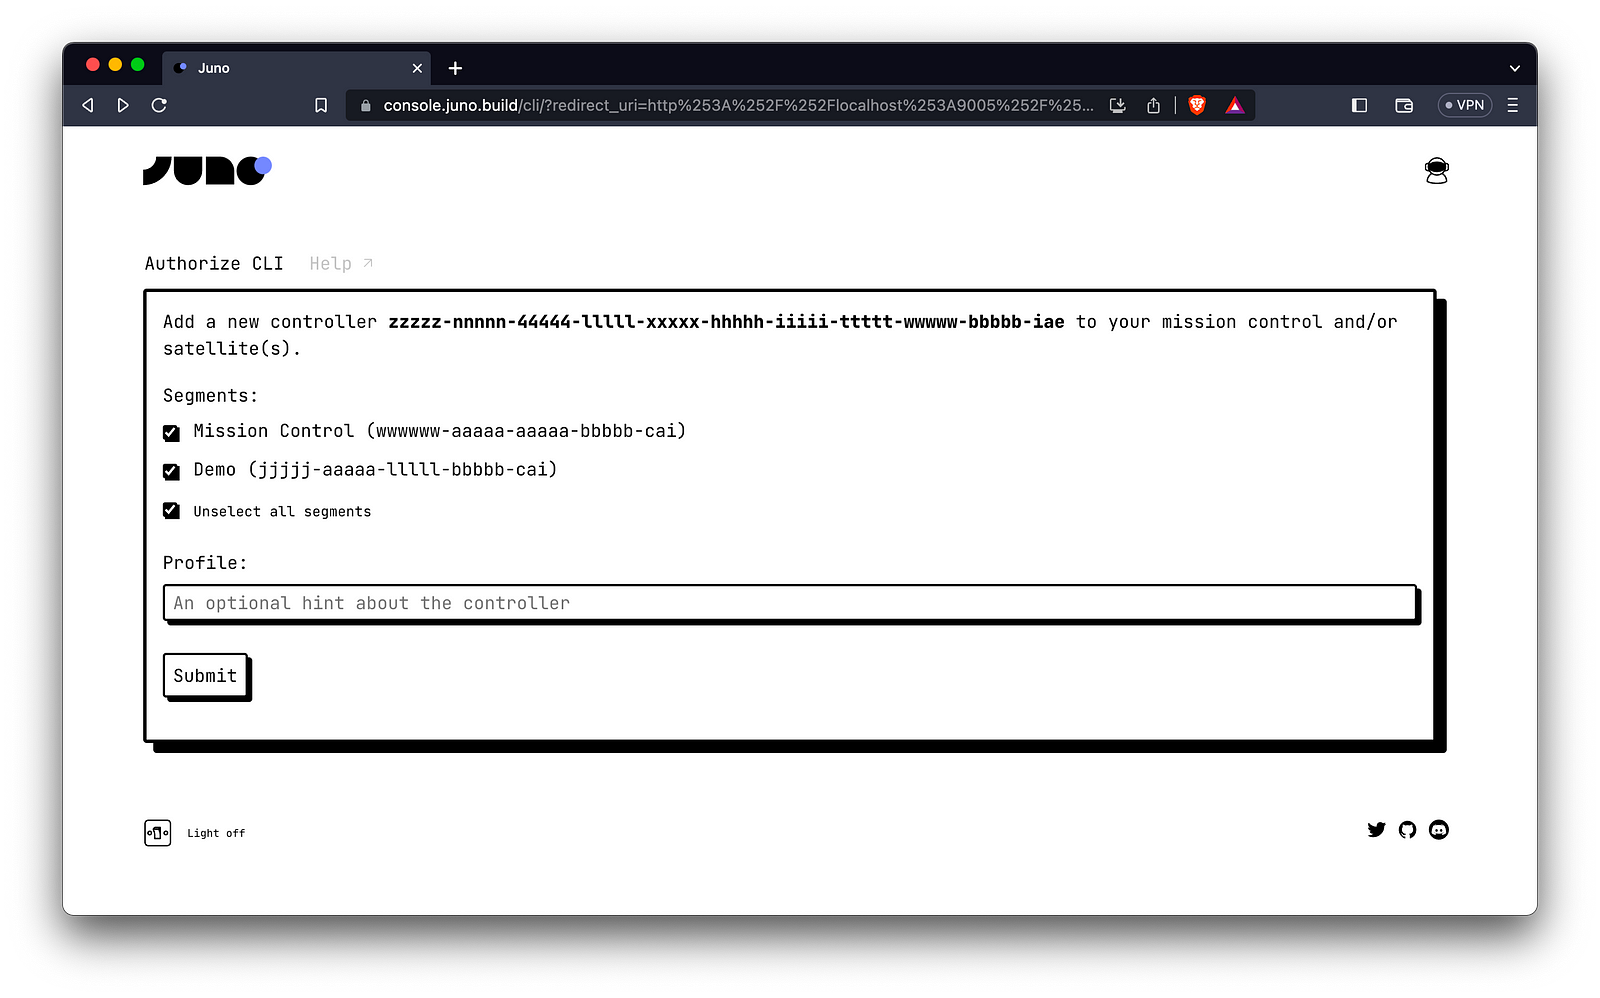 Juno
console.juno.build/cli/?redirect_uri=http%253A%252F%252Flocalhost%253A9005%252F%25...
VPN
JUNO
Authorize CLI Help ↗
Add a new controller zzzzz-nnnnn-44444-lllll-xxxxx-hhhhh-iiiii-ttttt-wwwww-bbbbb-iae to your mission control and/or
satellite(s).
Segments:
Mission Control (wwwwww-aaaaa-aaaaa-bbbbb-cai)
Demo (jjjjj-aaaaa-lllll-bbbbb-cai)
Unselect all segments
Profile:
An optional hint about the controller
Submit
Light off